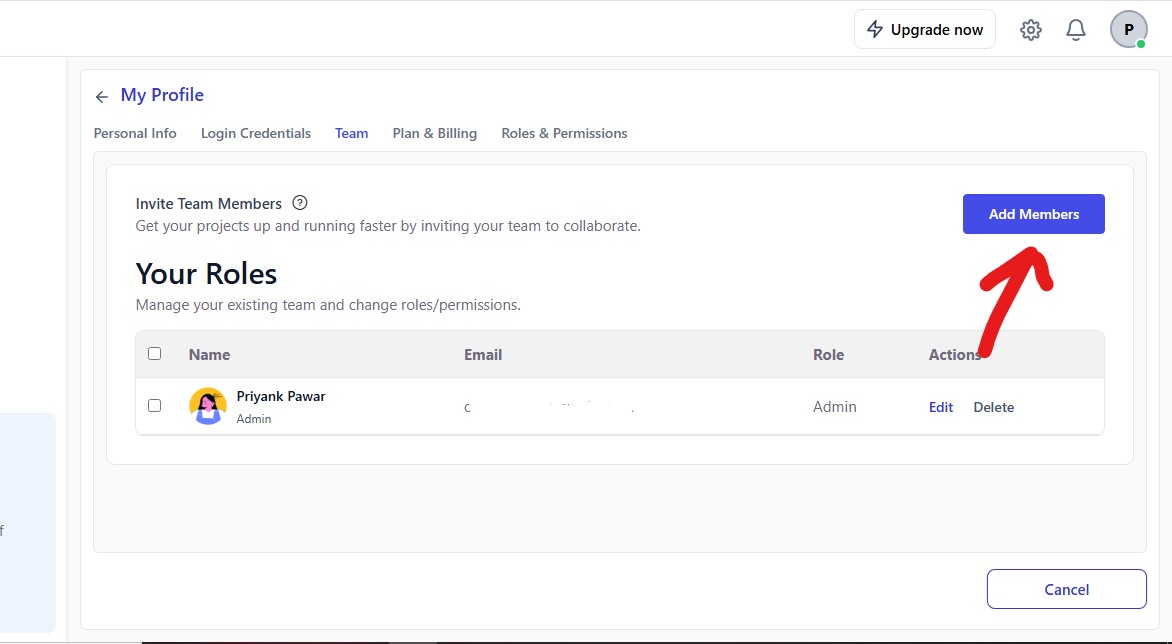 Upgrade now
P
My Profile
Personal Info Login Credentials Team Plan & Billing Roles & Permissions
Invite Team Members ?
Get your projects up and running faster by inviting your team to collaborate.
Add Members
Your Roles
Manage your existing team and change roles/permissions.
Name Email Role Actions
Priyank Pawar
Admin
c
Admin
Edit Delete
f
Cancel